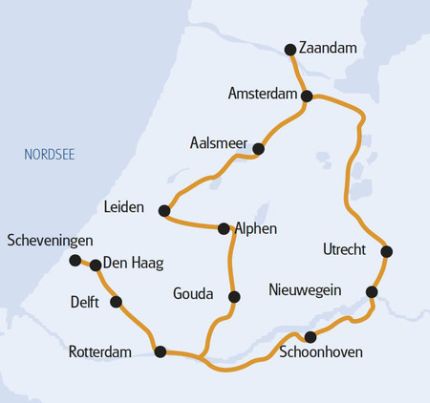 Zaandam
Amsterdam
Aalsmeer
NORDSEE
Leiden
Alphen
Scheveningen
Den Haag
Utrecht
Delft
Gouda
Nieuwegein
Rotterdam
Schoonhoven